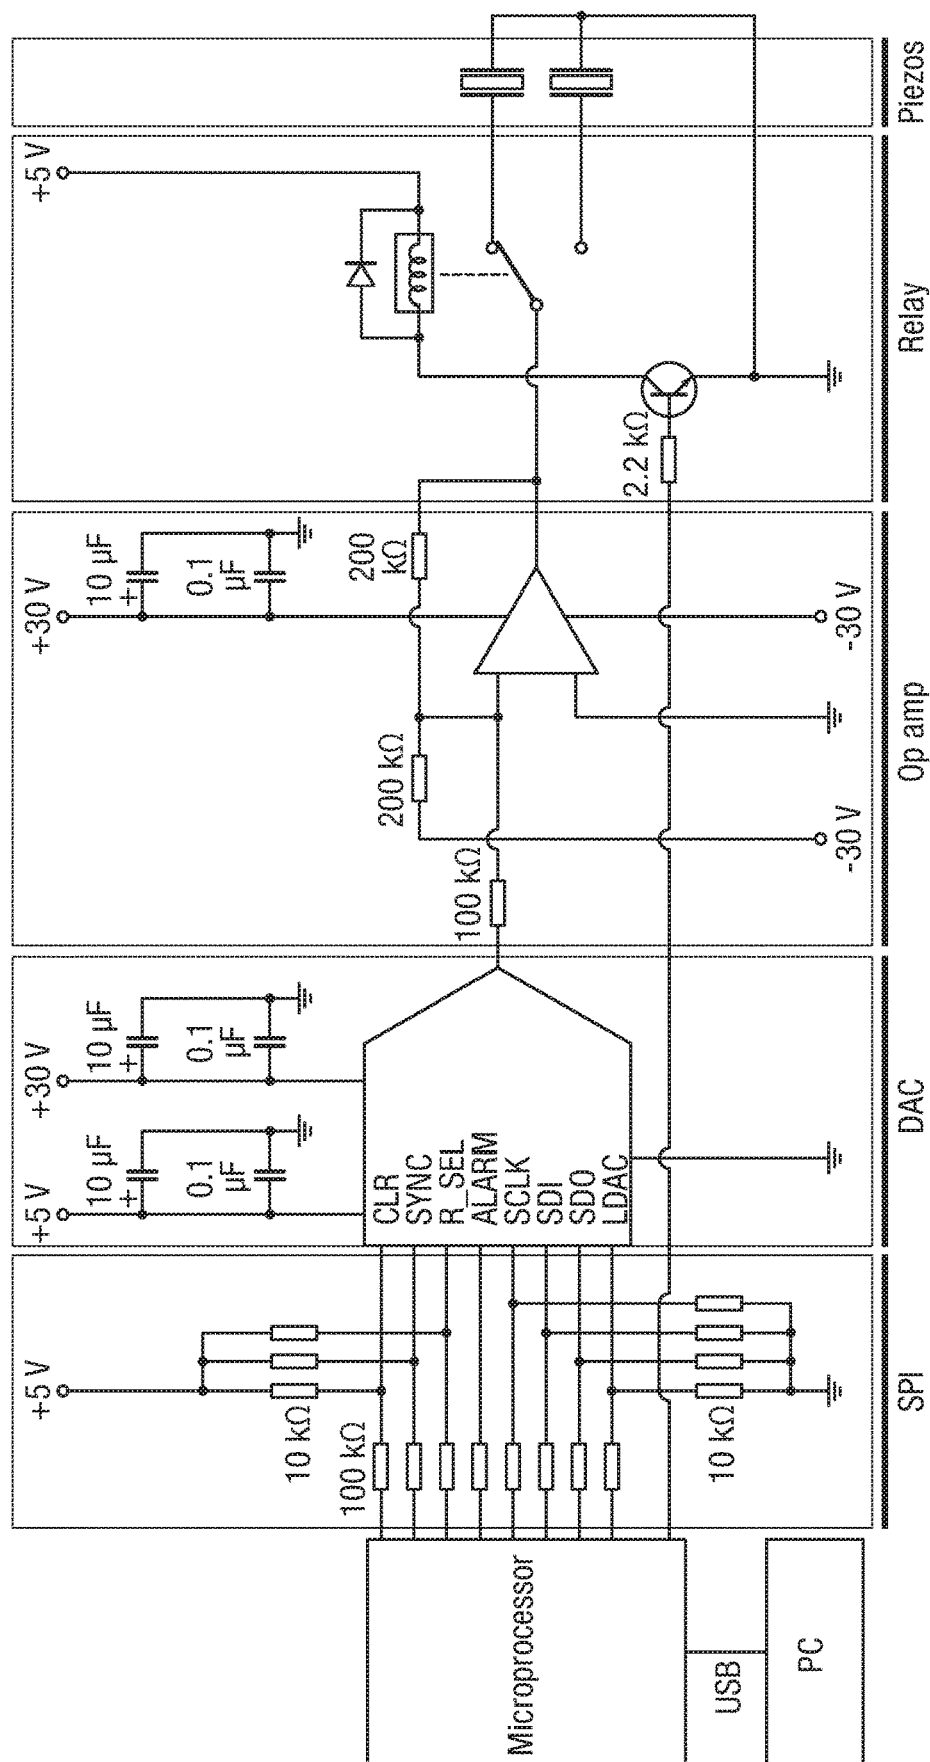 Microprocessor
USB
PC
+5 V
10 kΩ
100 kΩ
10 kΩ
SPI
+5 V
10 µF
+
0.1
µF
+30 V
10 µF
+
0.1
µF
CLR
SYNC
R_SEL
ALARM
SCLK
SDI
SDO
LDAC
DAC
100 kΩ
200 kΩ
-30 V
+30 V
10 µF
+
0.1
µF
200
kΩ
-30 V
Op amp
2.2 kΩ
+5 V
Relay
Piezos